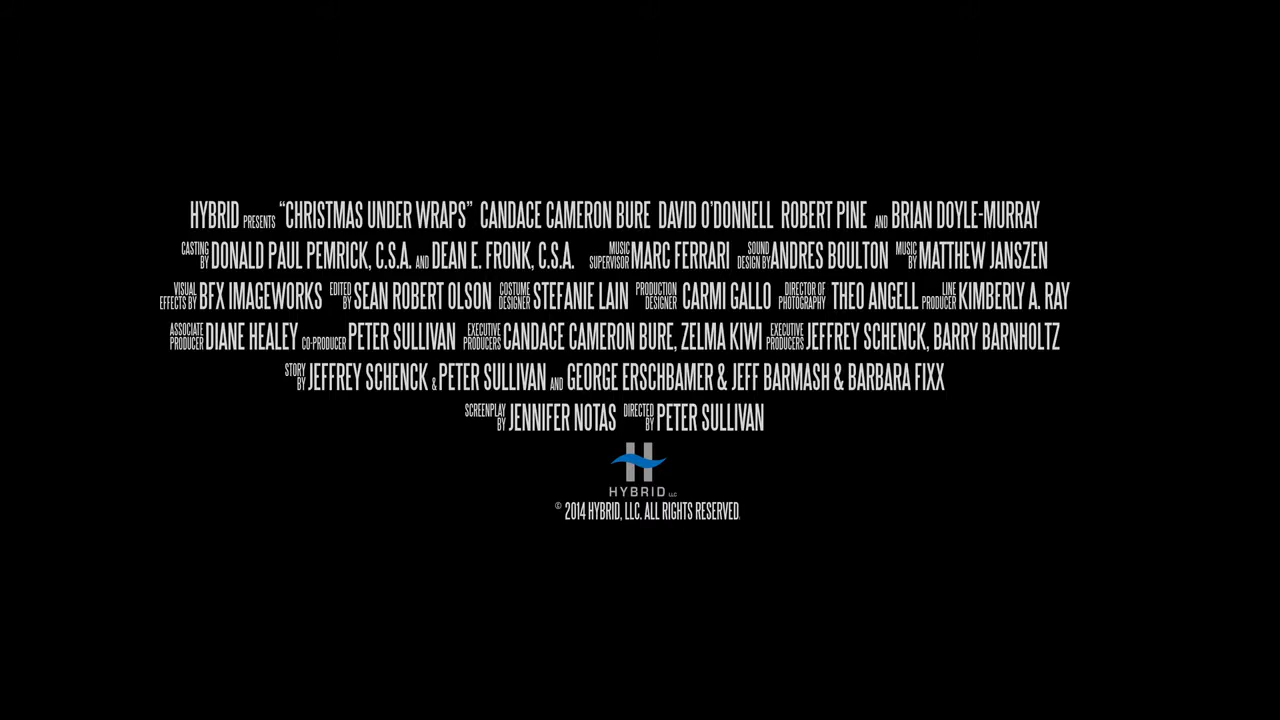 HYBRID PRESENTS “CHRISTMAS UNDER WRAPS” CANDACE CAMERON BURE DAVID O’DONNELL ROBERT PINE AND BRIAN DOYLE-MURRAY
CASTING BY DONALD PAUL PEMRICK, C.S.A. AND DEAN E. FRONK, C.S.A. MUSIC SUPERVISOR MARC FERRARI SOUND DESIGN BY ANDRES BOULTON MUSIC BY MATTHEW JANSZEN
VISUAL EFFECTS BY BFX IMAGEWORKS EDITED BY SEAN ROBERT OLSON COSTUME DESIGNER STEFANIE LAIN PRODUCTION DESIGNER CARMI GALLO DIRECTOR OF PHOTOGRAPHY THEO ANGELL LINE PRODUCER KIMBERLY A. RAY
ASSOCIATE PRODUCER DIANE HEALEY CO-PRODUCER PETER SULLIVAN EXECUTIVE PRODUCERS CANDACE CAMERON BURE, ZELMA KIWI EXECUTIVE PRODUCERS JEFFREY SCHENCK, BARRY BARNHOLTZ
STORY BY JEFFREY SCHENCK & PETER SULLIVAN AND GEORGE ERSCHBAMER & JEFF BARMASH & BARBARA FIXX
SCREENPLAY BY JENNIFER NOTAS DIRECTED BY PETER SULLIVAN
HYBRID LLC
© 2014 HYBRID, LLC. ALL RIGHTS RESERVED.